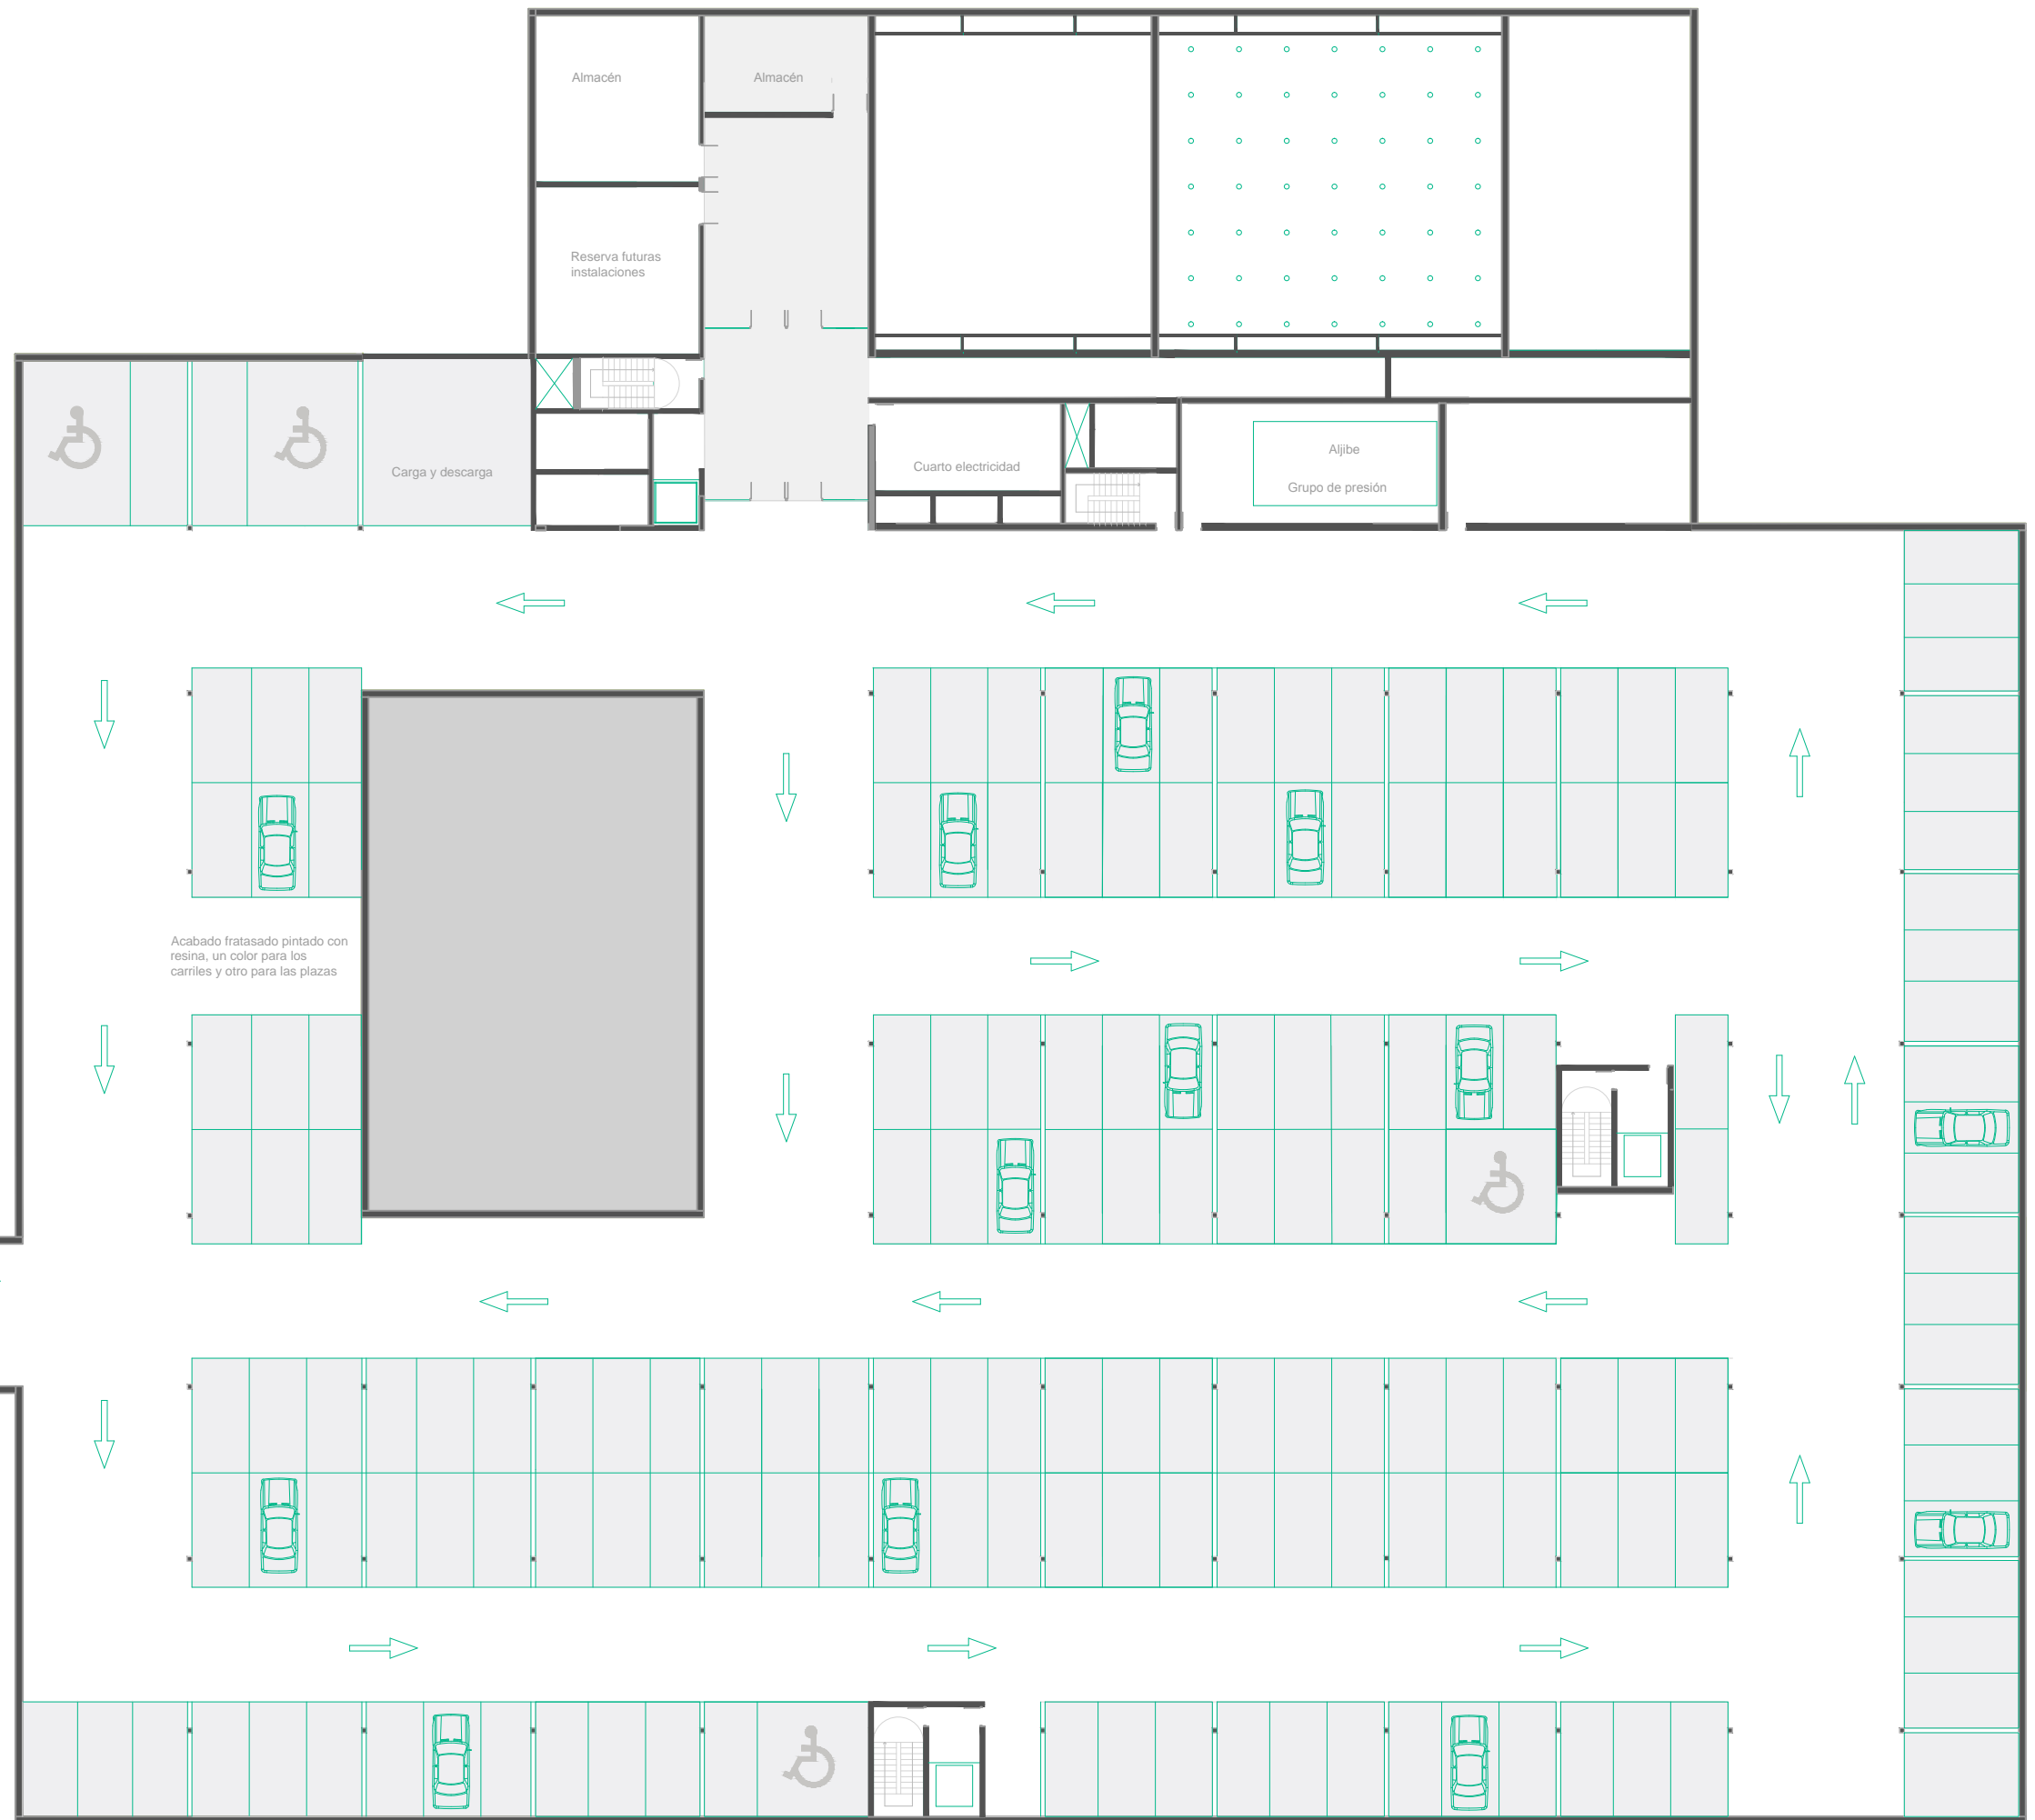 Almacén
Almacén
Reserva futuras
instalaciones
Carga y descarga
Cuarto electricidad
Aljibe
Grupo de presión
Acabado fratasado pintado con
resina, un color para los
carriles y otro para las plazas